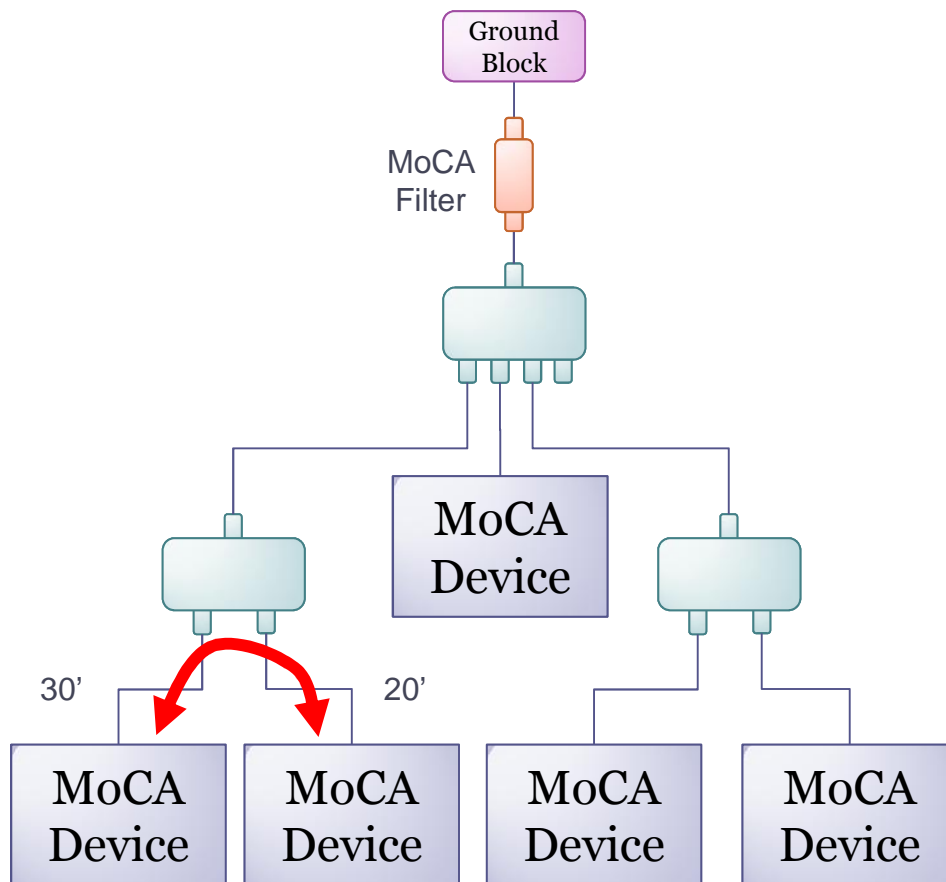 Ground
Block
MoCA
Filter
MoCA
Device
30’
20’
MoCA
Device
MoCA
Device
MoCA
Device
MoCA
Device